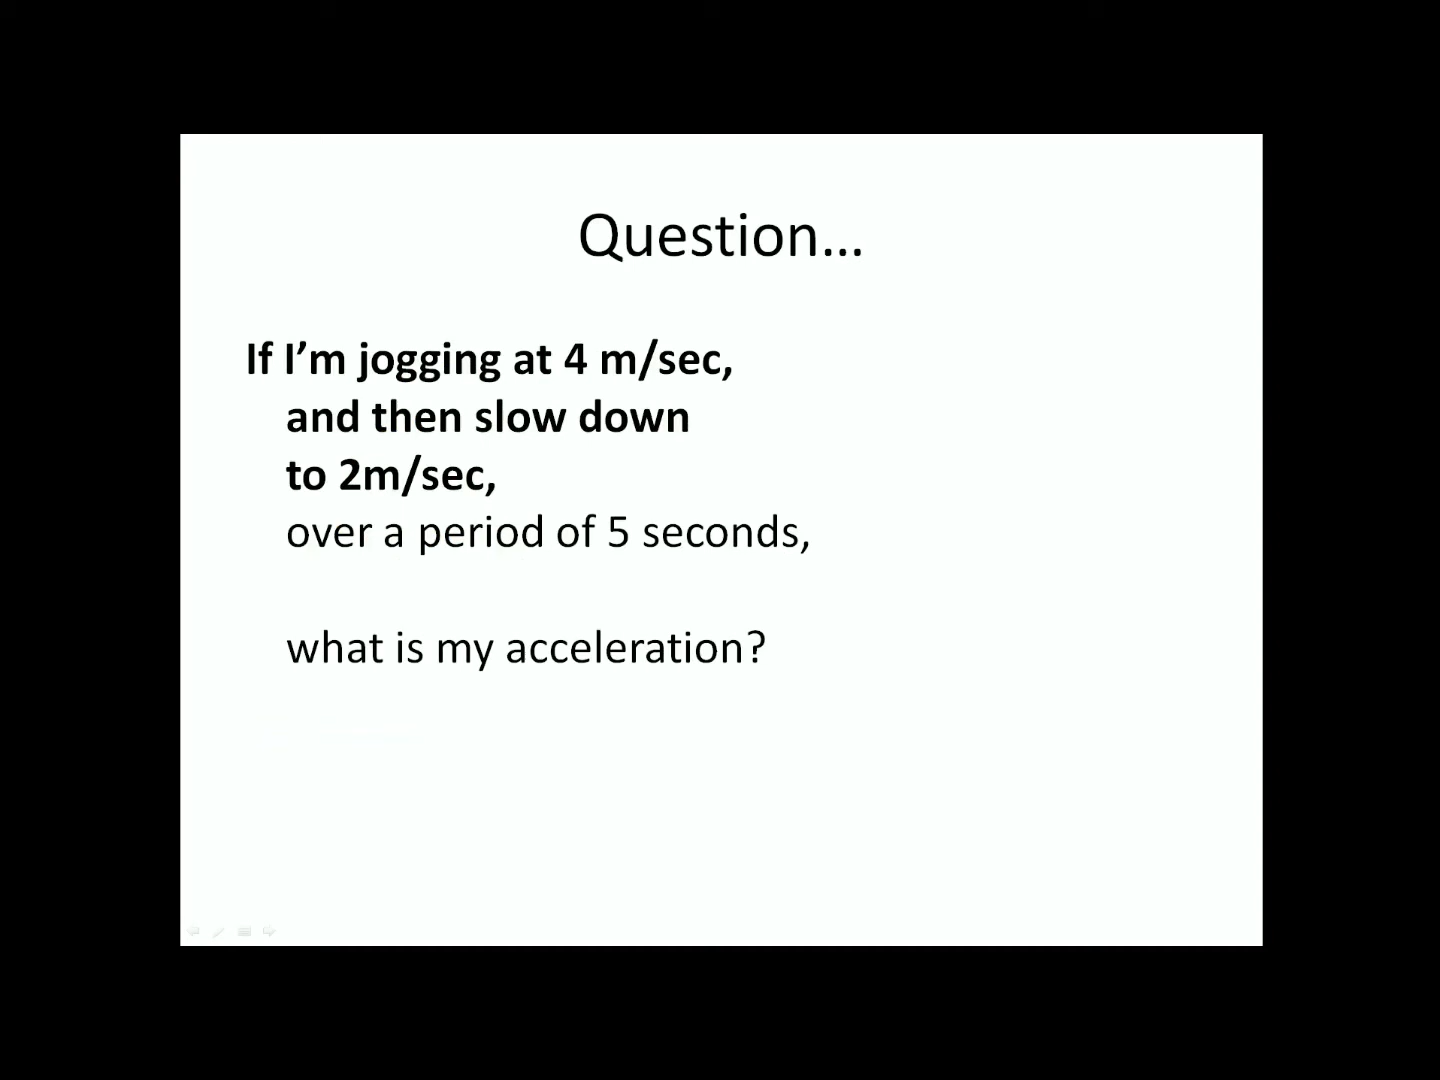 Question...
If I’m jogging at 4 m/sec,
and then slow down
to 2m/sec,
over a period of 5 seconds,
what is my acceleration?